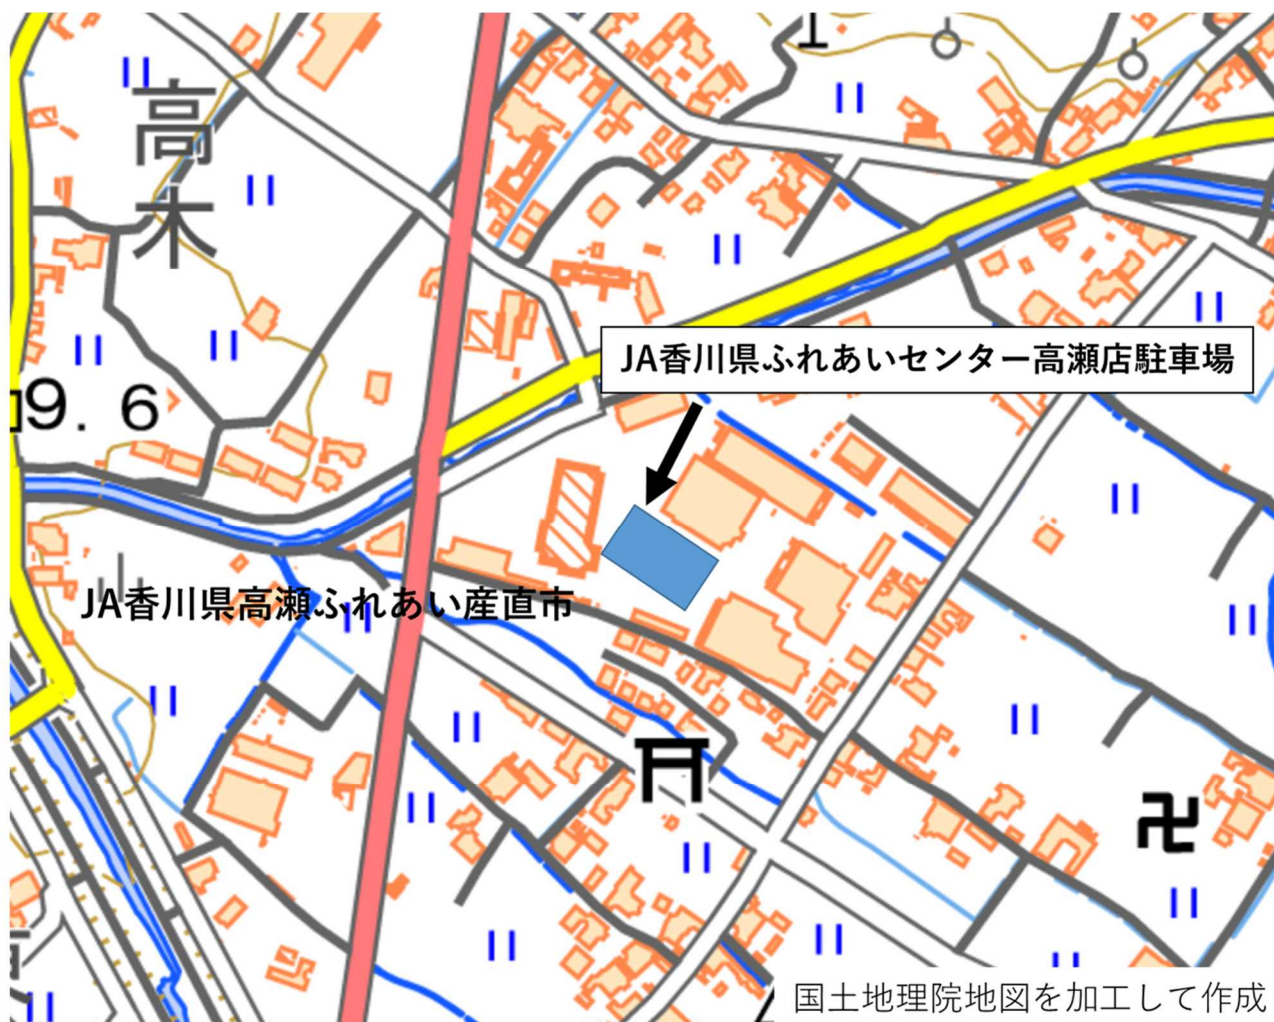 高木
JA香川県ふれあいセンター高瀬店駐車場
9.6
JA香川県高瀬ふれあい産直市
国土地理院地図を加工して作成